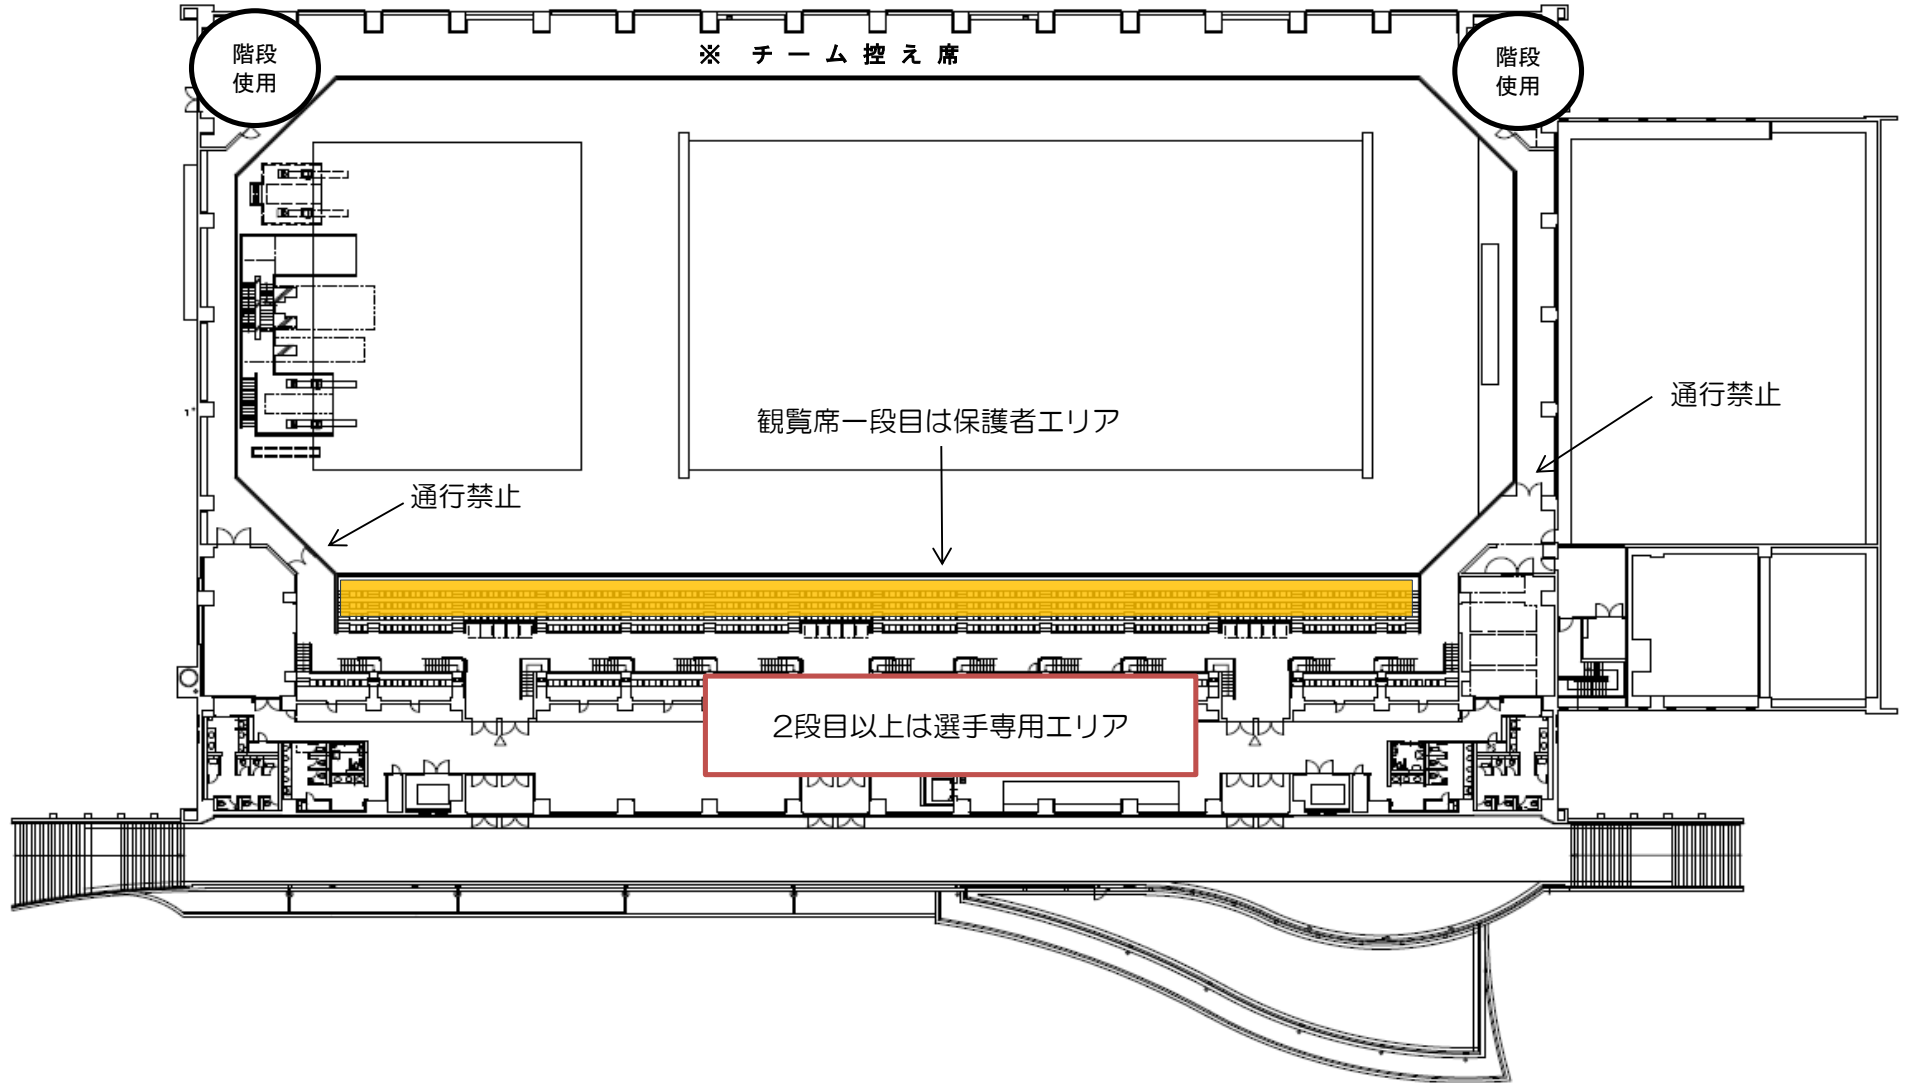 階段
使用
※　チ　ー　ム　控　え　席
階段
使用
通行禁止
観覧席一段目は保護者エリア
通行禁止
2段目以上は選手専用エリア